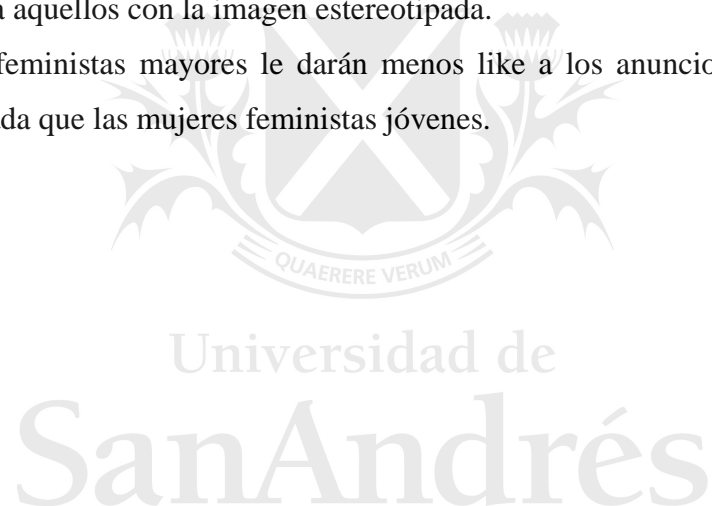 a aquellos con la imagen estereotipada.
feministas mayores le darán menos like a los anuncio
ada que las mujeres feministas jóvenes.
QUAERERE VERUM
Universidad de
SanAndrés